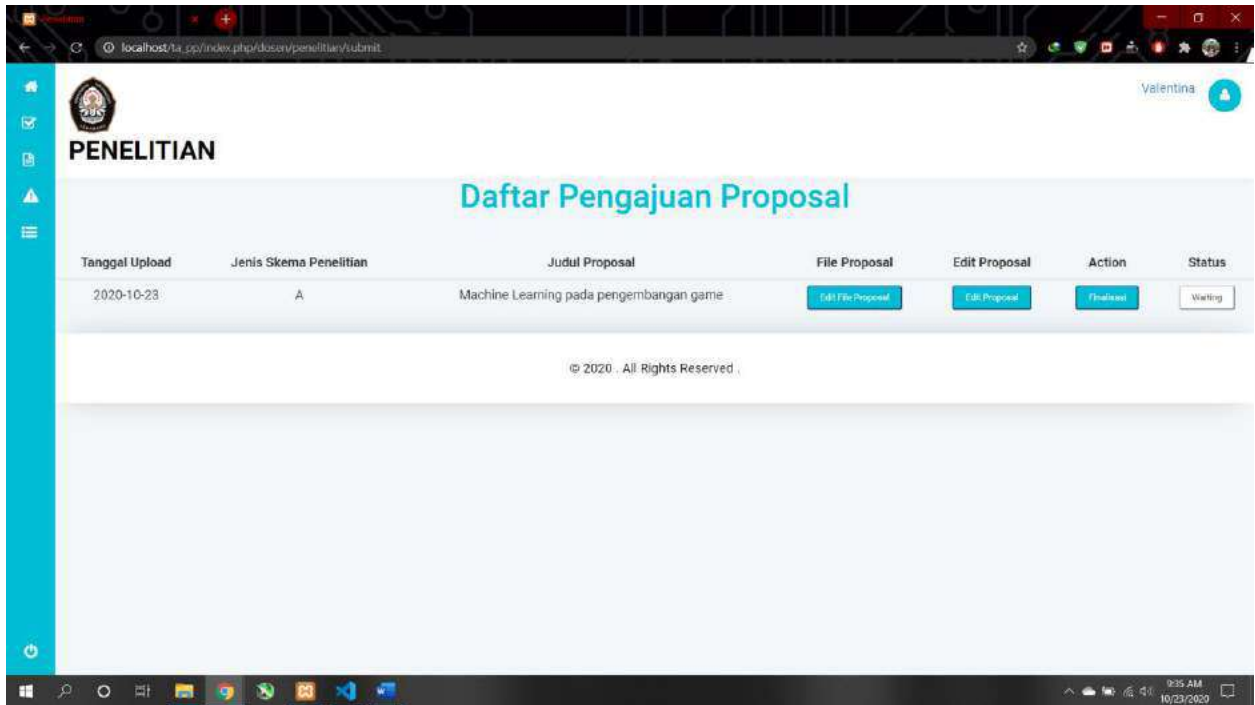 Penelitian
localhost/ta_pp/index.php/dosen/penelitian/submit
Valentina
PENELITIAN
Daftar Pengajuan Proposal
Tanggal Upload Jenis Skema Penelitian Judul Proposal File Proposal Edit Proposal Action Status
2020-10-23 A Machine Learning pada pengembangan game Edit File Proposal Edit Proposal Finalisasi Waiting
© 2020 . All Rights Reserved .
9:35 AM
10/23/2020